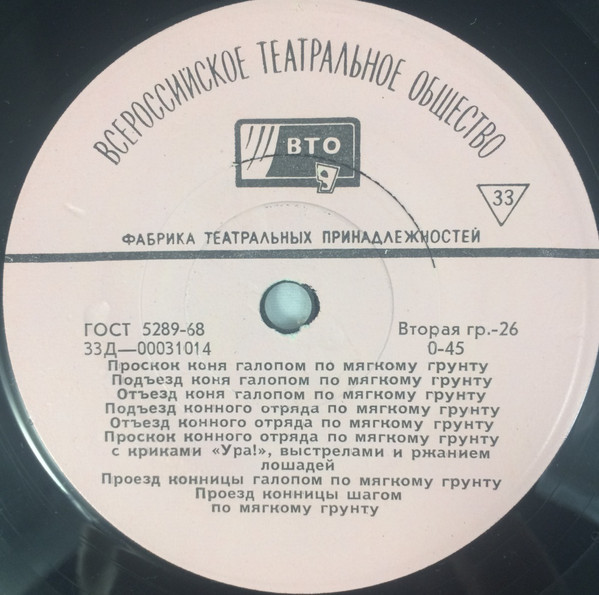 ВСЕРОССИЙСКОЕ ТЕАТРАЛЬНОЕ ОБЩЕСТВО
ВТО
33
ФАБРИКА ТЕАТРАЛЬНЫХ ПРИНАДЛЕЖНОСТЕЙ
ГОСТ 5289-68 Вторая гр.-26
33Д—00031014 0-45
Проскок коня галопом по мягкому грунту
Подъезд коня галопом по мягкому грунту
Отъезд коня галопом по мягкому грунту
Подъезд конного отряда по мягкому грунту
Отъезд конного отряда по мягкому грунту
Проскок конного отряда по мягкому грунту
с криками «Ура!», выстрелами и ржанием
лошадей
Проезд конницы галопом по мягкому грунту
Проезд конницы шагом
по мягкому грунту